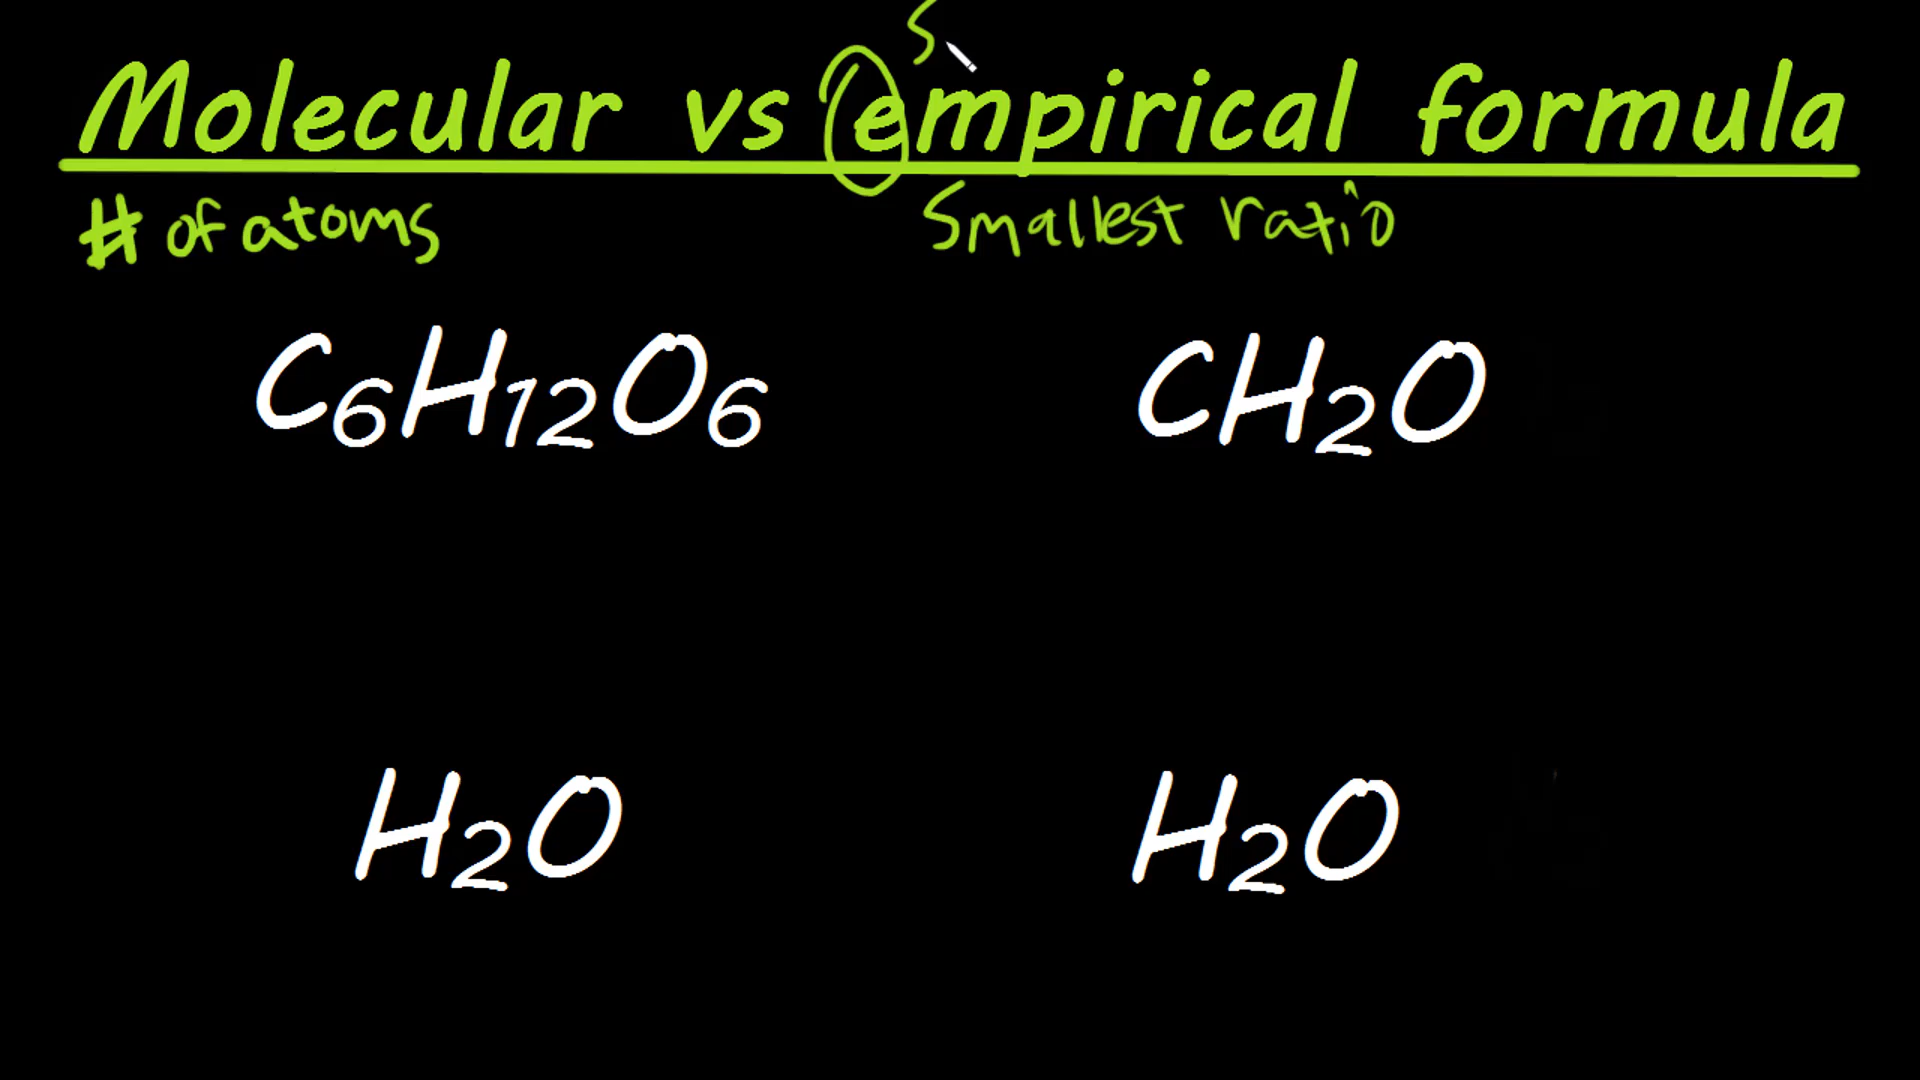 S
Molecular vs empirical formula
# of atoms Smallest ratio
C₆H₁₂O₆ CH₂O
H₂O H₂O